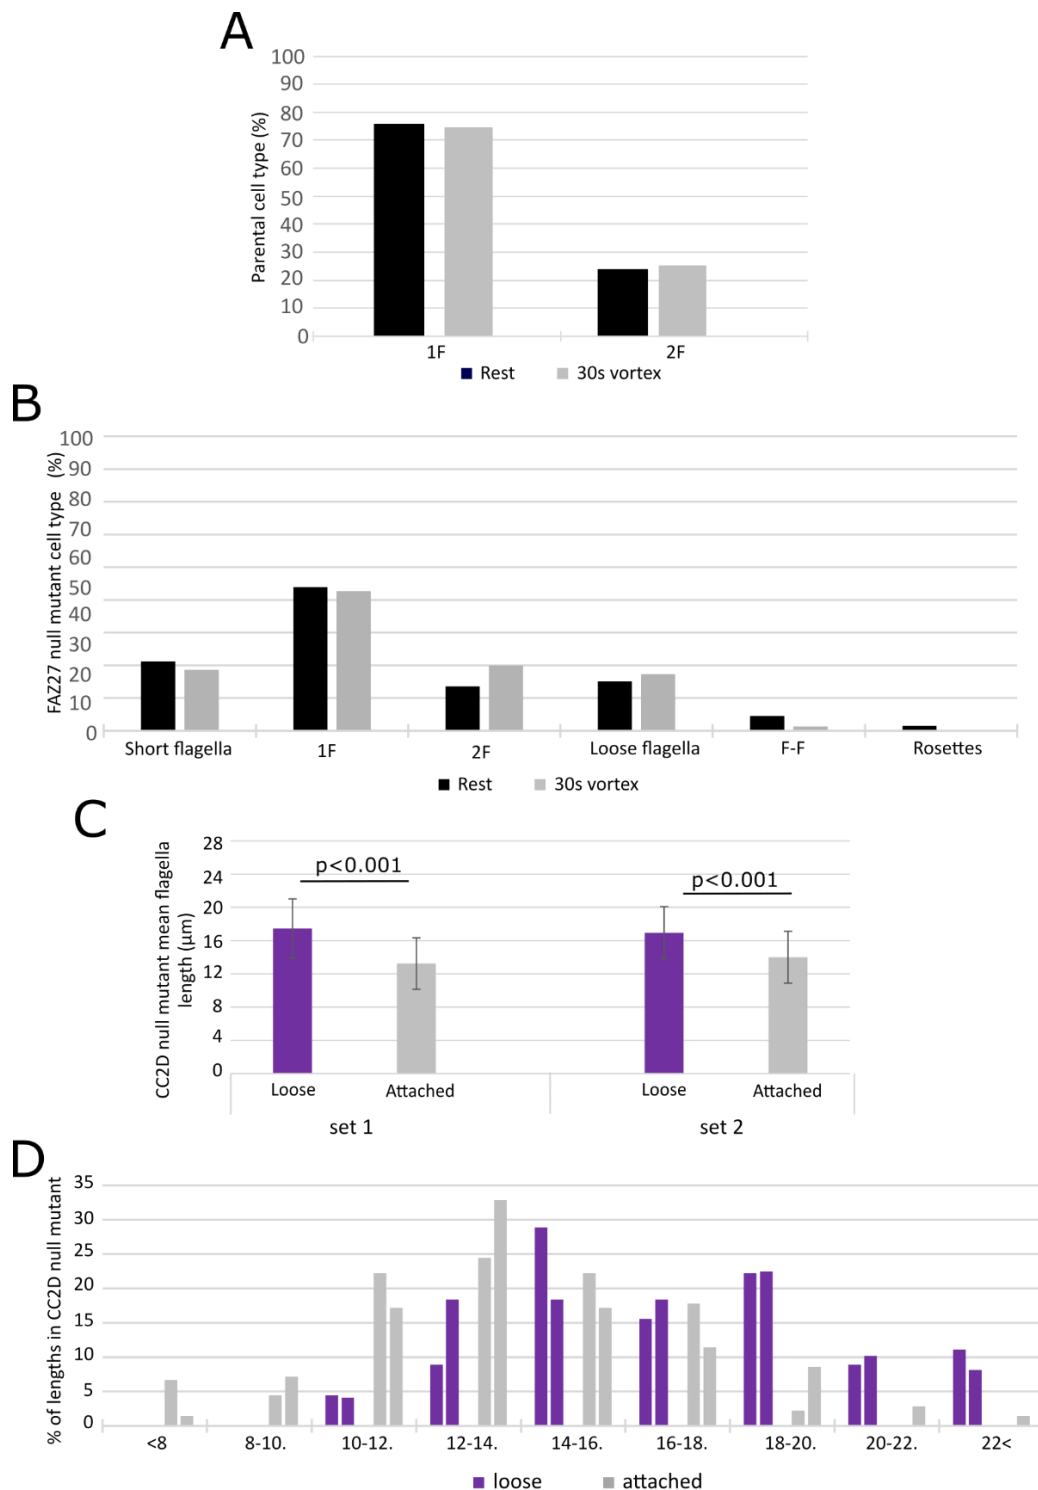 A
100
90
80
70
60
50
40
30
20
10
0
Parental cell type (%)
1F
2F
Rest
30s vortex
B
100
90
80
70
60
50
40
30
20
10
0
FAZ27 null mutant cell type (%)
Short flagella
1F
2F
Loose flagella
F-F
Rosettes
Rest
30s vortex
C
28
24
20
16
12
8
4
0
CC2D null mutant mean flagella
length (μm)
p<0.001
p<0.001
Loose
Attached
Loose
Attached
set 1
set 2
D
35
30
25
20
15
10
5
0
% of lengths in CC2D null mutant
<8
8-10.
10-12.
12-14.
14-16.
16-18.
18-20.
20-22.
22<
loose
attached